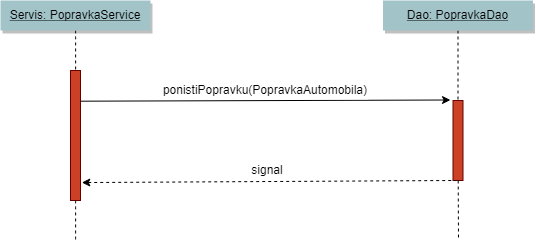 Servis: PopravkaService
Dao: PopravkaDao
ponistiPopravku(PopravkaAutomobila)
signal